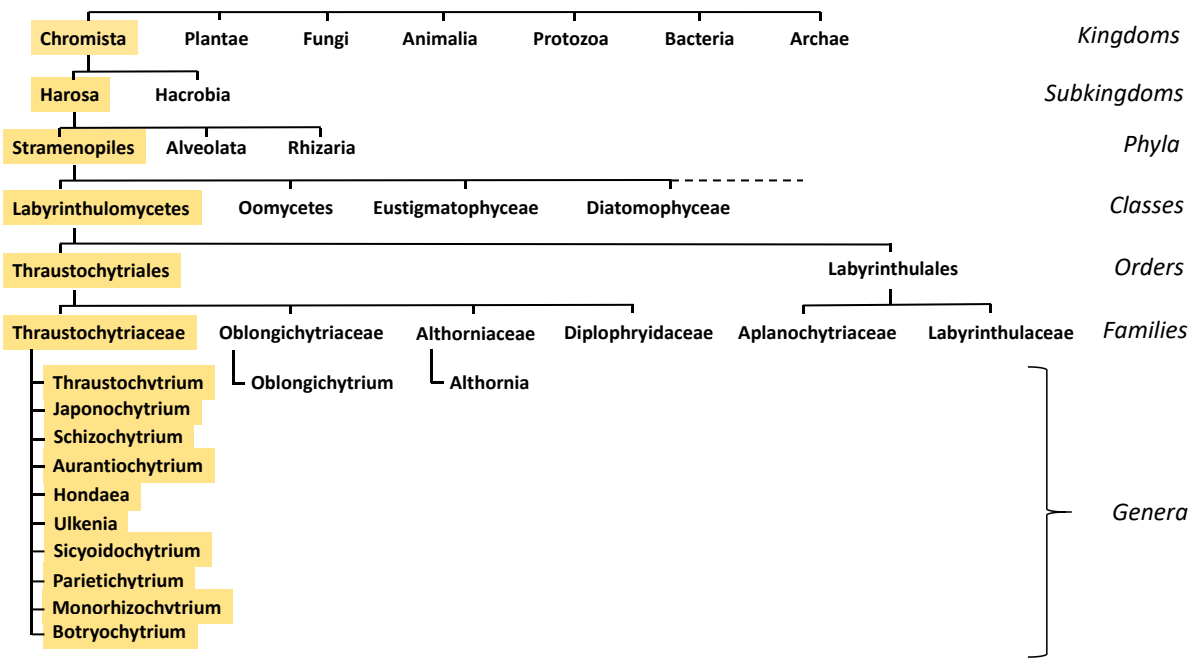 Chromista Plantae Fungi Animalia Protozoa Bacteria Archae Kingdoms
Harosa Hacrobia Subkingdoms
Stramenopiles Alveolata Rhizaria Phyla
Labyrinthulomycetes Oomycetes Eustigmatophyceae Diatomophyceae Classes
Thraustochytriales Labyrinthulales Orders
Thraustochytriaceae Oblongichytriaceae Althorniaceae Diplophryidaceae Aplanochytriaceae Labyrinthulaceae Families
Thraustochytrium Oblongichytrium Althornia
Japonochytrium
Schizochytrium
Aurantiochytrium
Hondaea
Ulkenia
Sicyoidochytrium
Parietichytrium
Monorhizochytrium
Botryochytrium
Genera